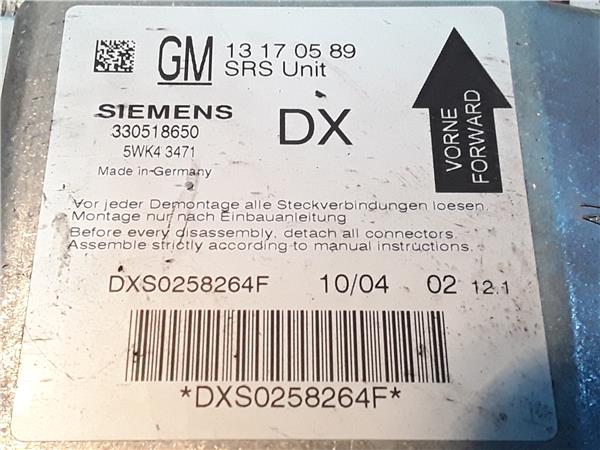 GM 13 17 05 89
SRS Unit
SIEMENS
330518650
5WK4 3471
Made in Germany
DX
VORNE
FORWARD
Vor jeder Demontage alle Steckverbindungen loesen.
Montage nur nach Einbauanleitung
Before every disassembly, detach all connectors.
Assemble strictly according to manual instructions.
DXS0258264F 10/04 02 12.1
*DXS0258264F*